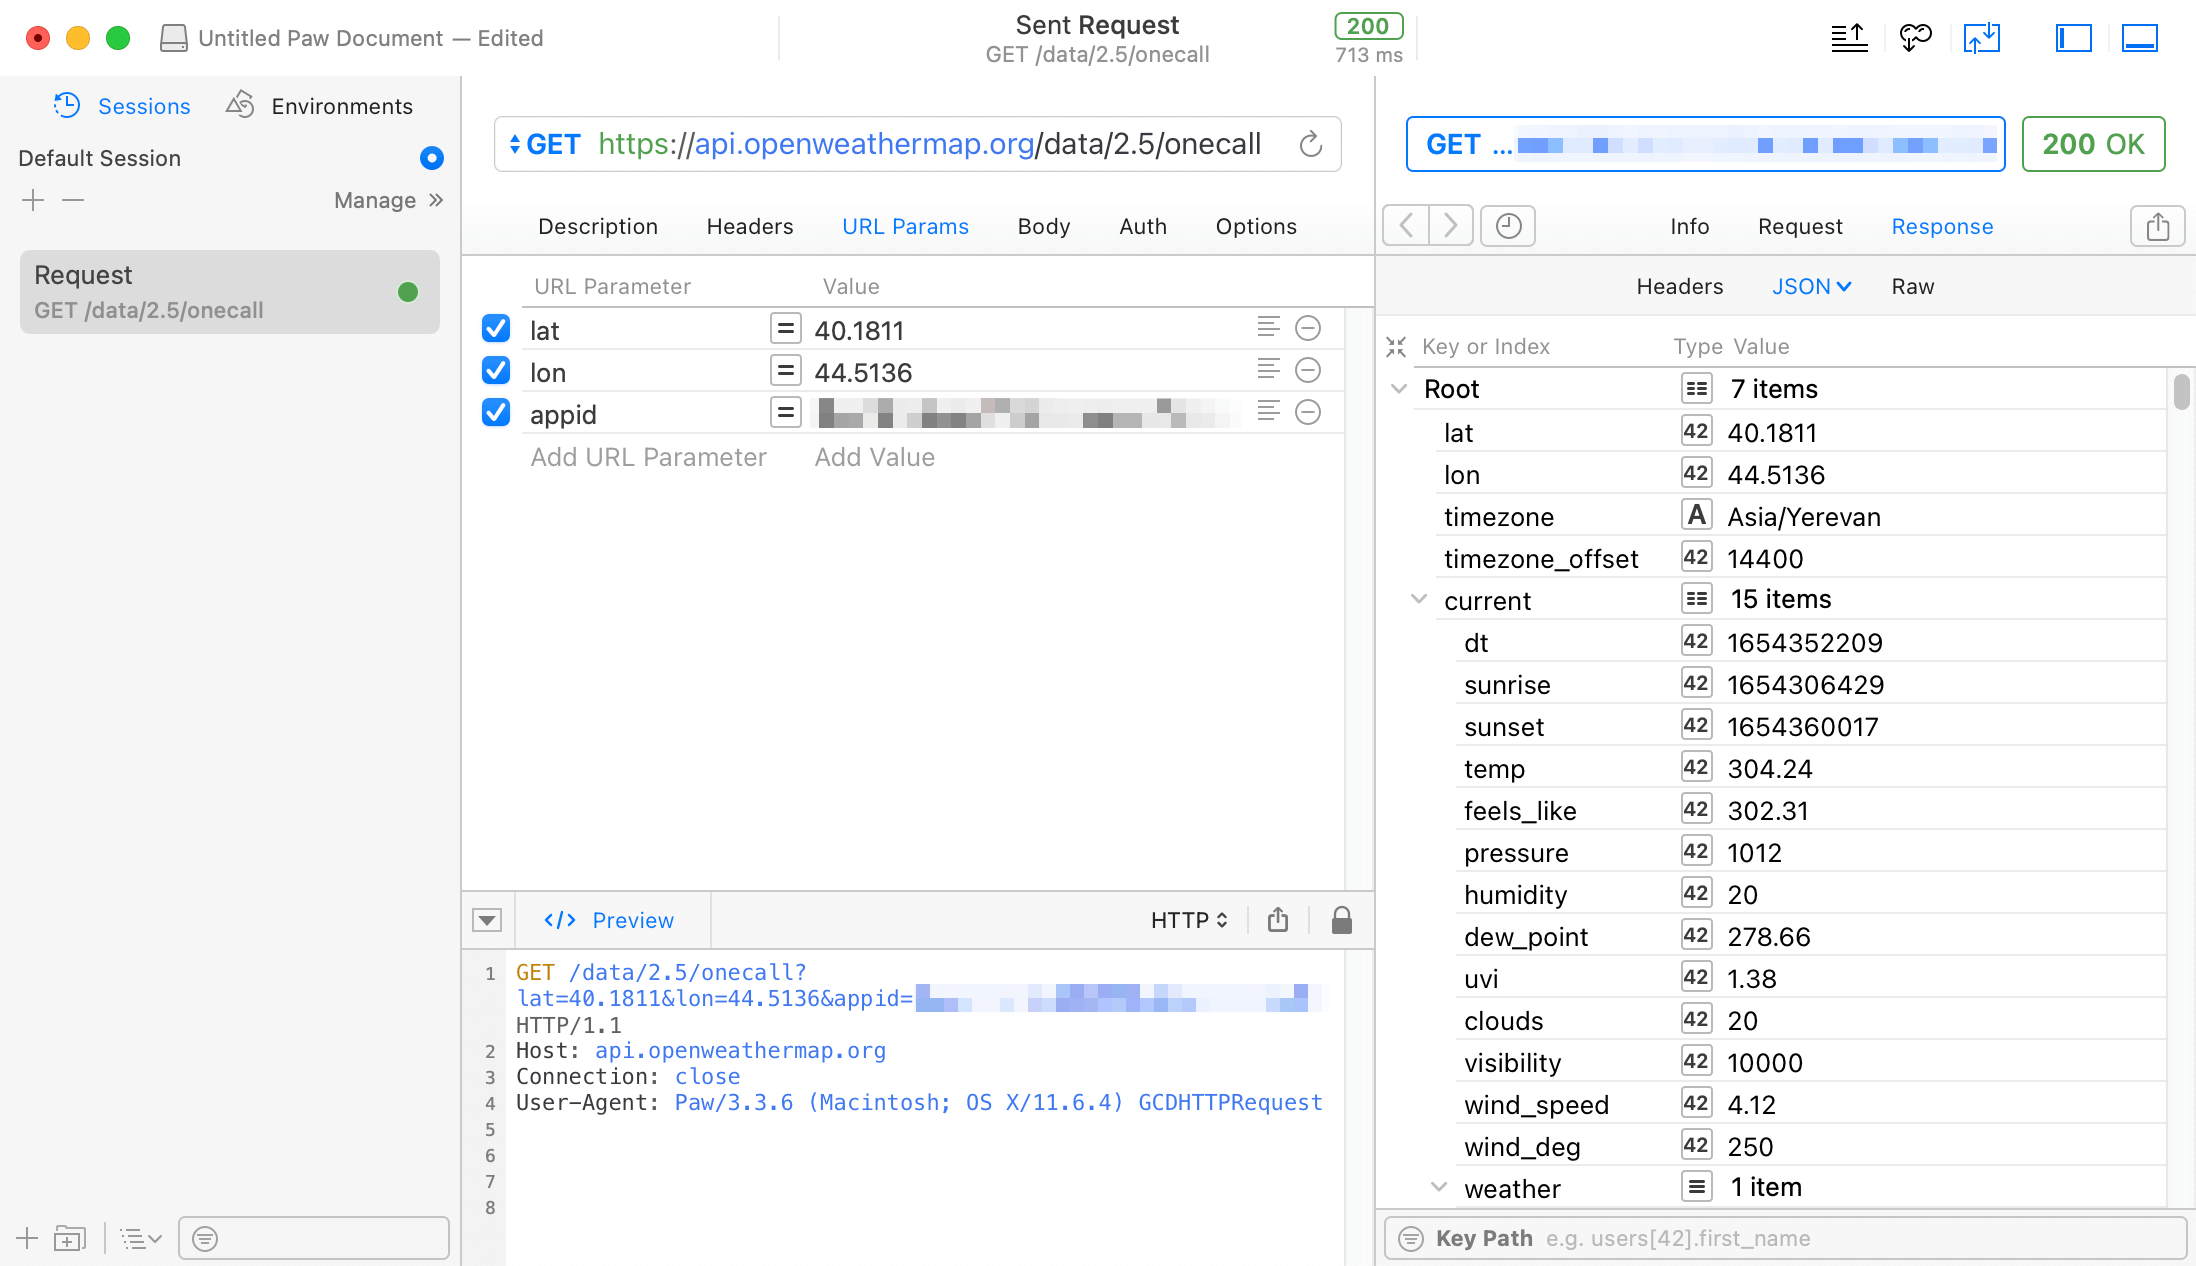 Untitled Paw Document — Edited
Sent Request
GET /data/2.5/onecall
200
713 ms
Sessions
Environments
Default Session
Manage
Request
GET /data/2.5/onecall
GET https://api.openweathermap.org/data/2.5/onecall
Description Headers URL Params Body Auth Options
URL Parameter Value
lat = 40.1811
lon = 44.5136
appid =
Add URL Parameter Add Value
</> Preview
HTTP
1 GET /data/2.5/onecall?
lat=40.1811&lon=44.5136&appid=
HTTP/1.1
2 Host: api.openweathermap.org
3 Connection: close
4 User-Agent: Paw/3.3.6 (Macintosh; OS X/11.6.4) GCDHTTPRequest
5
6
7
8
GET ...
200 OK
Info Request Response
Headers JSON Raw
Key or Index Type Value
Root 7 items
lat 42 40.1811
lon 42 44.5136
timezone A Asia/Yerevan
timezone_offset 42 14400
current 15 items
dt 42 1654352209
sunrise 42 1654306429
sunset 42 1654360017
temp 42 304.24
feels_like 42 302.31
pressure 42 1012
humidity 42 20
dew_point 42 278.66
uvi 42 1.38
clouds 42 20
visibility 42 10000
wind_speed 42 4.12
wind_deg 42 250
weather 1 item
Key Path e.g. users[42].first_name